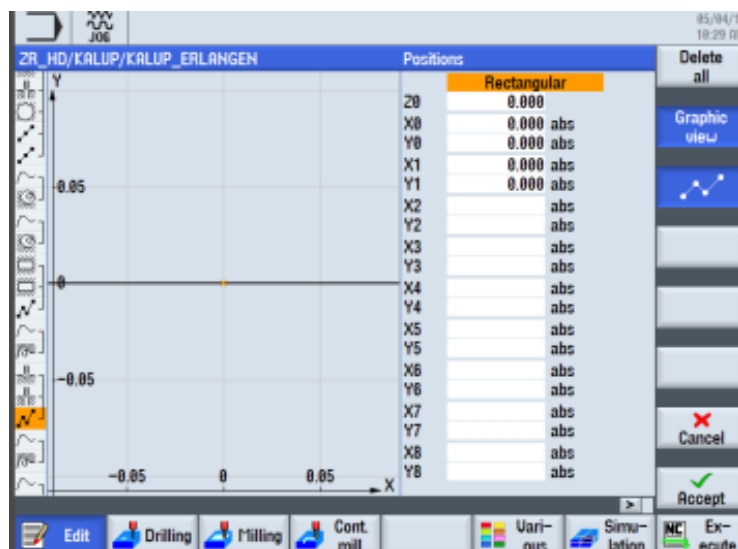 JOG
05/04/1
10:29 A
ZR_HD/KALUP/KALUP_ERLANGEN
Positions
Delete
all
Y
Rectangular
Z0 0.000
X0 0.000 abs
Y0 0.000 abs
X1 0.000 abs
Y1 0.000 abs
X2 abs
Y2 abs
X3 abs
Y3 abs
X4 abs
Y4 abs
X5 abs
Y5 abs
X6 abs
Y6 abs
X7 abs
Y7 abs
X8 abs
Y8 abs
0.05
0
-0.05
-0.05 0 0.05 X
Graphic
view
Cancel
Accept
>
Edit
Drilling
Milling
Cont.
mill
Vari-
ous
Simu-
lation
NC Ex-
ecute